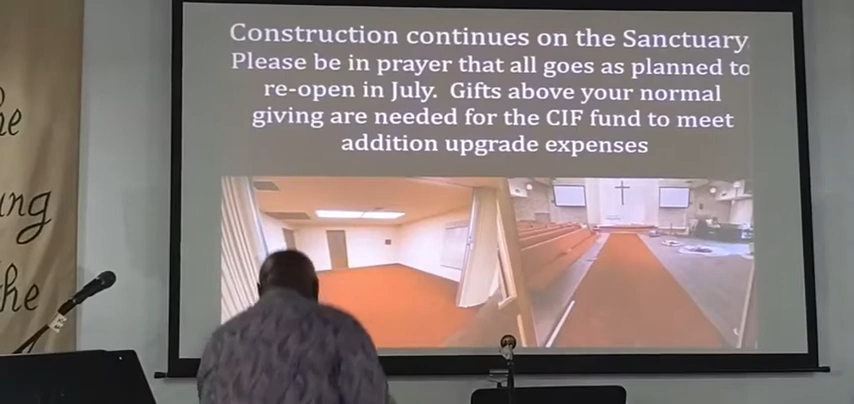 Construction continues on the Sanctuary
Please be in prayer that all goes as planned to
re-open in July. Gifts above your normal
giving are needed for the CIF fund to meet
addition upgrade expenses
he